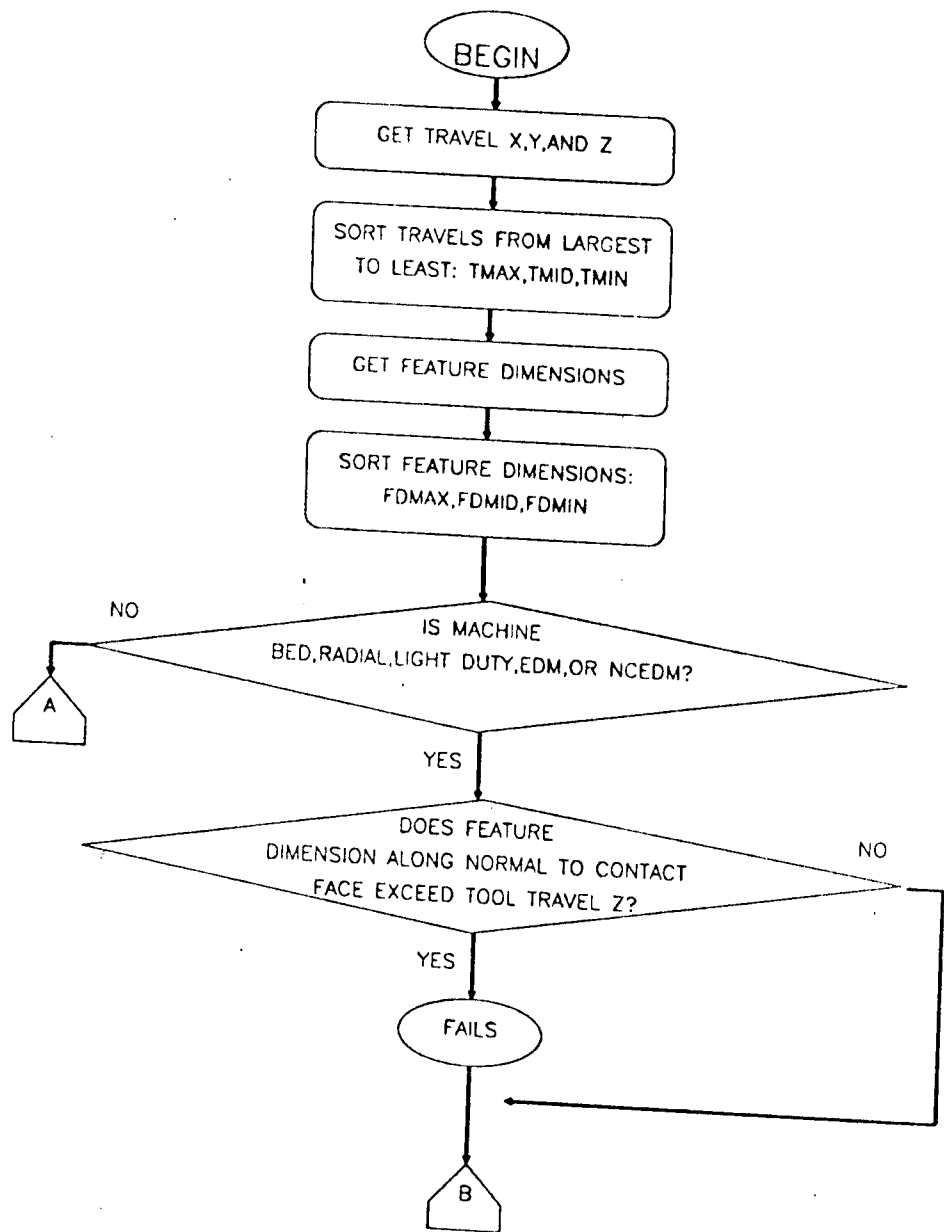 BEGIN
GET TRAVEL X,Y,AND Z
SORT TRAVELS FROM LARGEST
TO LEAST: TMAX,TMID,TMIN
GET FEATURE DIMENSIONS
SORT FEATURE DIMENSIONS:
FDMAX,FDMID,FDMIN
NO
IS MACHINE
BED,RADIAL,LIGHT DUTY,EDM,OR NCEDM?
A
YES
DOES FEATURE
DIMENSION ALONG NORMAL TO CONTACT
FACE EXCEED TOOL TRAVEL Z?
NO
YES
FAILS
B